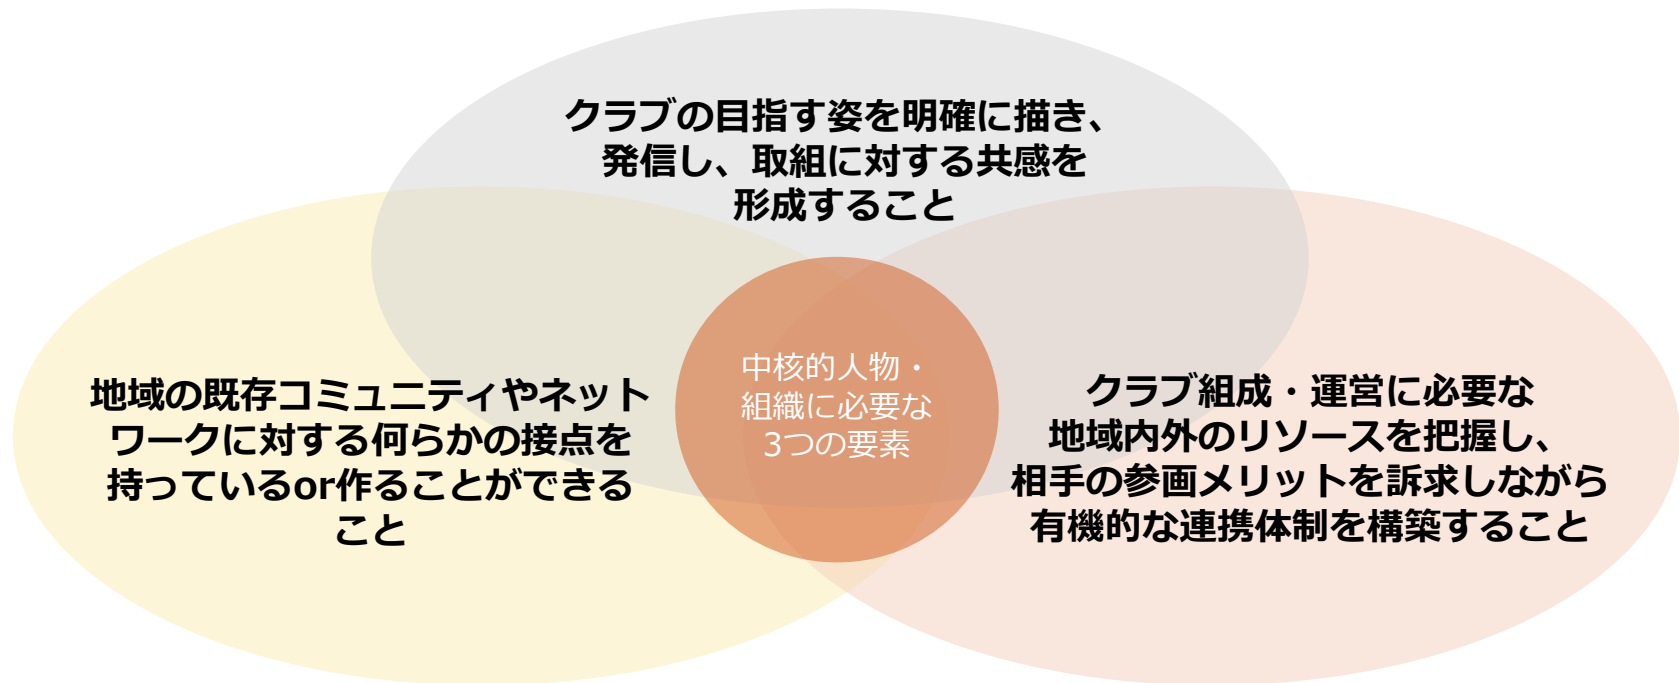 クラブの目指す姿を明確に描き、
発信し、取組に対する共感を
形成すること
地域の既存コミュニティやネット
ワークに対する何らかの接点を
持っているor作ることができる
こと
中核的人物・
組織に必要な
3つの要素
クラブ組成・運営に必要な
地域内外のリソースを把握し、
相手の参画メリットを訴求しながら
有機的な連携体制を構築すること